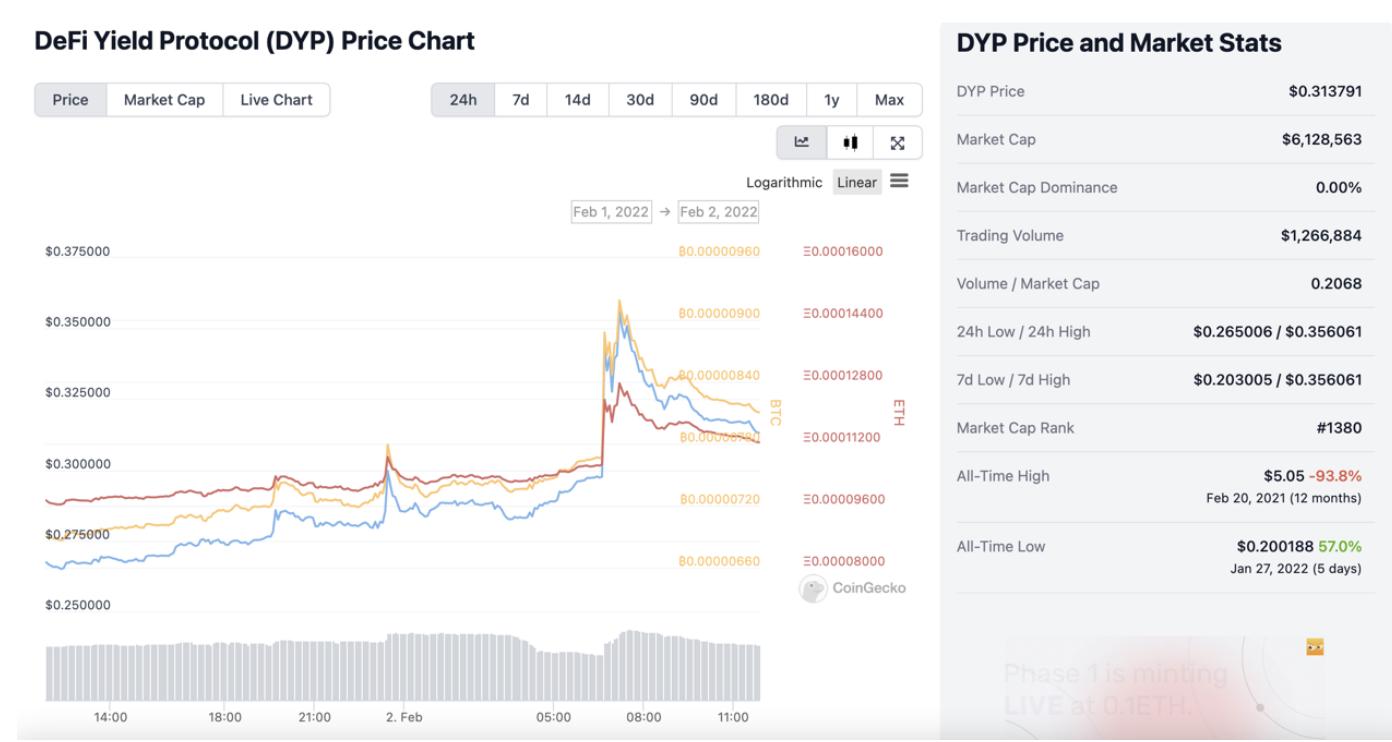 DeFi Yield Protocol (DYP) Price Chart
Price Market Cap Live Chart
24h 7d 14d 30d 90d 180d 1y Max
Logarithmic Linear
Feb 1, 2022 → Feb 2, 2022
$0.375000 ₿0.00000960 Ξ0.00016000
$0.350000 ₿0.00000900 Ξ0.00014400
$0.325000 ₿0.00000840 Ξ0.00012800
BTC ETH
$0.300000 ₿0.00000780 Ξ0.00011200
$0.275000 ₿0.00000720 Ξ0.00009600
₿0.00000660 Ξ0.00008000
$0.250000
CoinGecko
14:00 18:00 21:00 2. Feb 05:00 08:00 11:00
DYP Price and Market Stats
DYP Price $0.313791
Market Cap $6,128,563
Market Cap Dominance 0.00%
Trading Volume $1,266,884
Volume / Market Cap 0.2068
24h Low / 24h High $0.265006 / $0.356061
7d Low / 7d High $0.203005 / $0.356061
Market Cap Rank #1380
All-Time High $5.05 -93.8%
Feb 20, 2021 (12 months)
All-Time Low $0.200188 57.0%
Jan 27, 2022 (5 days)
Phase 1 is minting
LIVE at 0.1ETH.